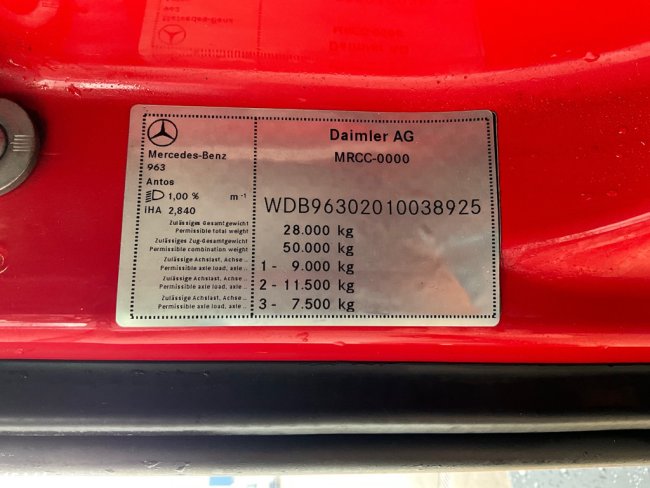 Daimler AG
MRCC-0000
Mercedes-Benz
963
Antos
1,00 % m⁻¹
IHA 2,840
WDB96302010038925
Zulässiges Gesamtgewicht
Permissible total weight 28.000 kg
Zulässiges Zug-Gesamtgewicht
Permissible combination weight 50.000 kg
Zulässige Achslast, Achse..
Permissible axle load, axle.. 1 - 9.000 kg
Zulässige Achslast, Achse..
Permissible axle load, axle.. 2 - 11.500 kg
Zulässige Achslast, Achse..
Permissible axle load, axle.. 3 - 7.500 kg